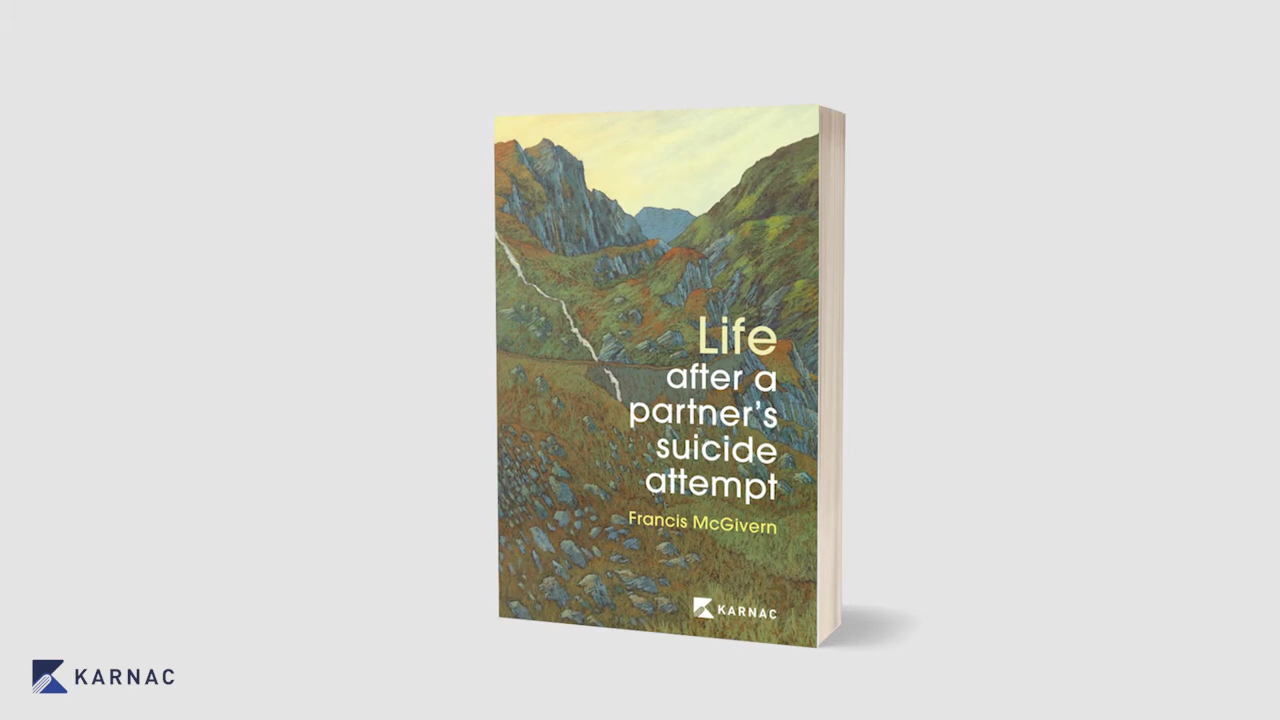 Life
after a
partner's
suicide
attempt
Francis McGivern
KARNAC
KARNAC